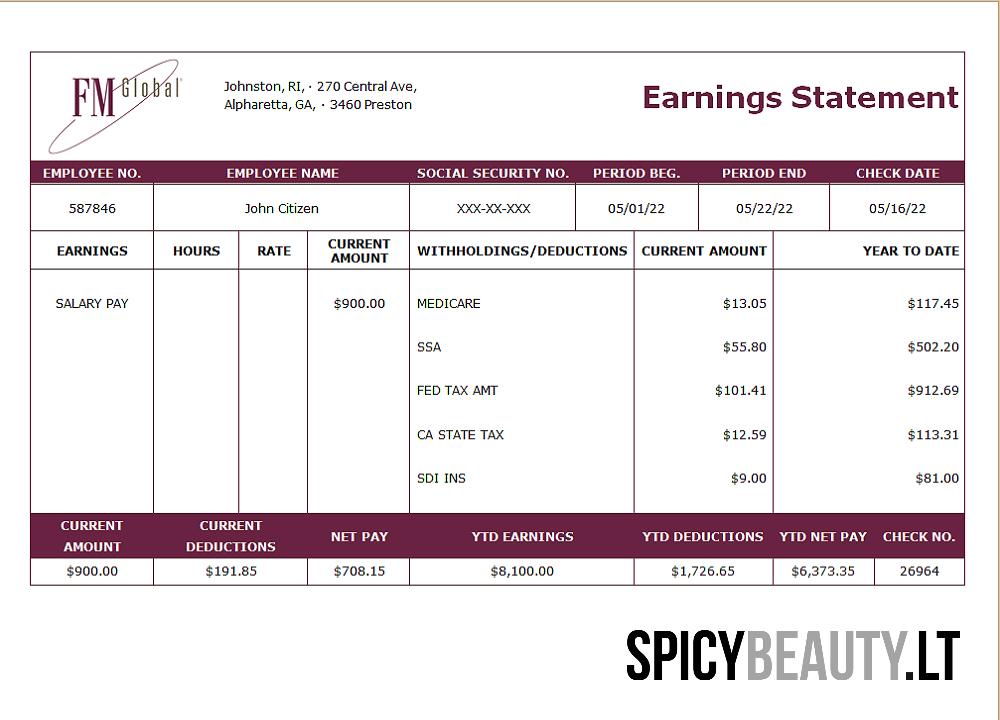 FM Global
Johnston, RI, · 270 Central Ave,
Alpharetta, GA, · 3460 Preston
Earnings Statement
EMPLOYEE NO. EMPLOYEE NAME SOCIAL SECURITY NO. PERIOD BEG. PERIOD END CHECK DATE
587846 John Citizen XXX-XX-XXX 05/01/22 05/22/22 05/16/22
EARNINGS HOURS RATE CURRENT AMOUNT WITHHOLDINGS/DEDUCTIONS CURRENT AMOUNT YEAR TO DATE
SALARY PAY $900.00 MEDICARE $13.05 $117.45
SSA $55.80 $502.20
FED TAX AMT $101.41 $912.69
CA STATE TAX $12.59 $113.31
SDI INS $9.00 $81.00
CURRENT AMOUNT CURRENT DEDUCTIONS NET PAY YTD EARNINGS YTD DEDUCTIONS YTD NET PAY CHECK NO.
$900.00 $191.85 $708.15 $8,100.00 $1,726.65 $6,373.35 26964
SPICYBEAUTY.LT